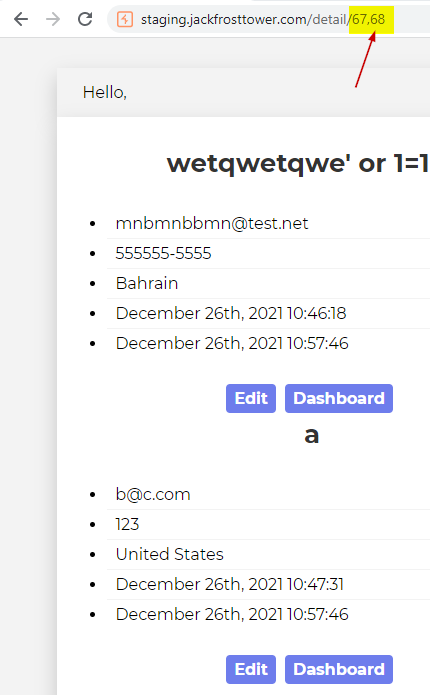 staging.jackfrosttower.com/detail/67,68
Hello,
wetqwetqwe' or 1=1
mnbmnbbmn@test.net
555555-5555
Bahrain
December 26th, 2021 10:46:18
December 26th, 2021 10:57:46
Edit Dashboard
a
b@c.com
123
United States
December 26th, 2021 10:47:31
December 26th, 2021 10:57:46
Edit Dashboard